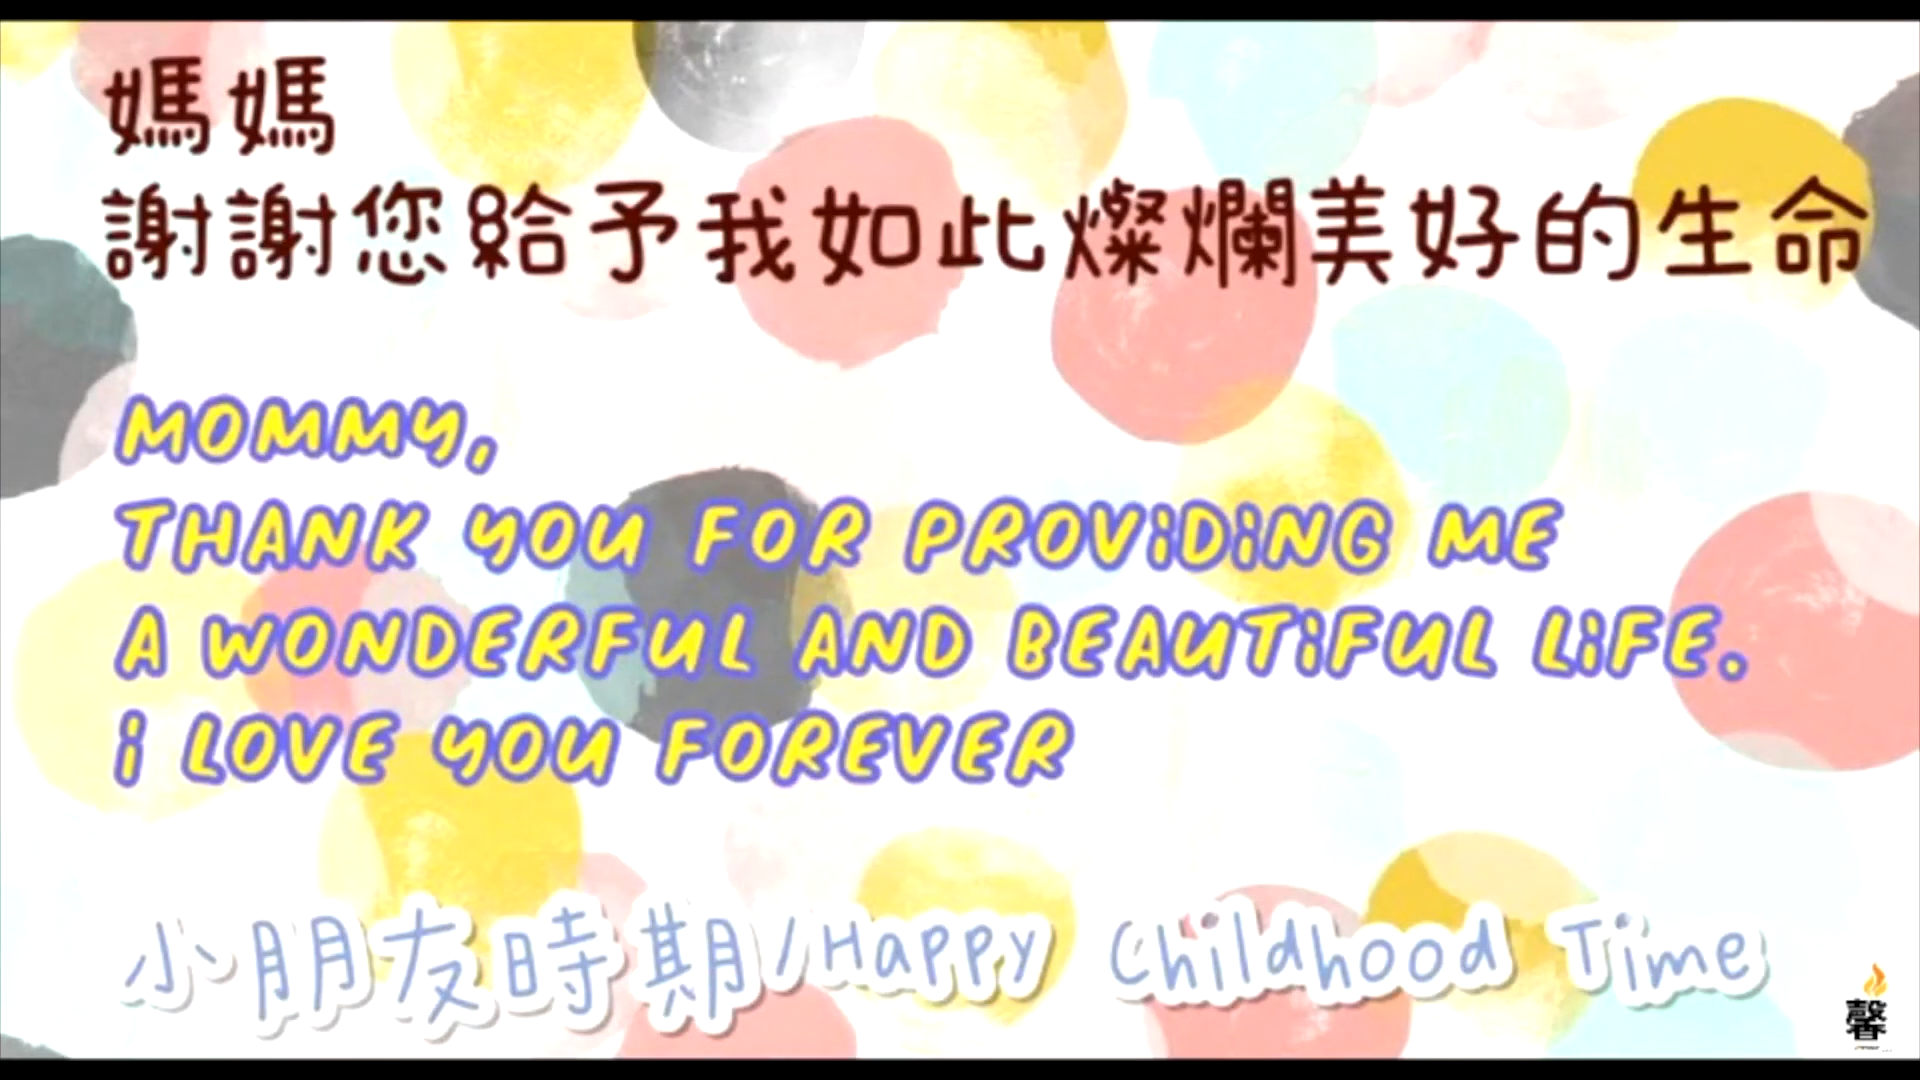 媽媽
謝謝您給予我如此燦爛美好的生命
MOMMY,
THANK YOU FOR PROViDiNG ME
A WONDERFUL AND BEAUTiFUL LiFE.
i LOVE YOU FOREVER
小朋友時期/Happy Childhood Time
馨